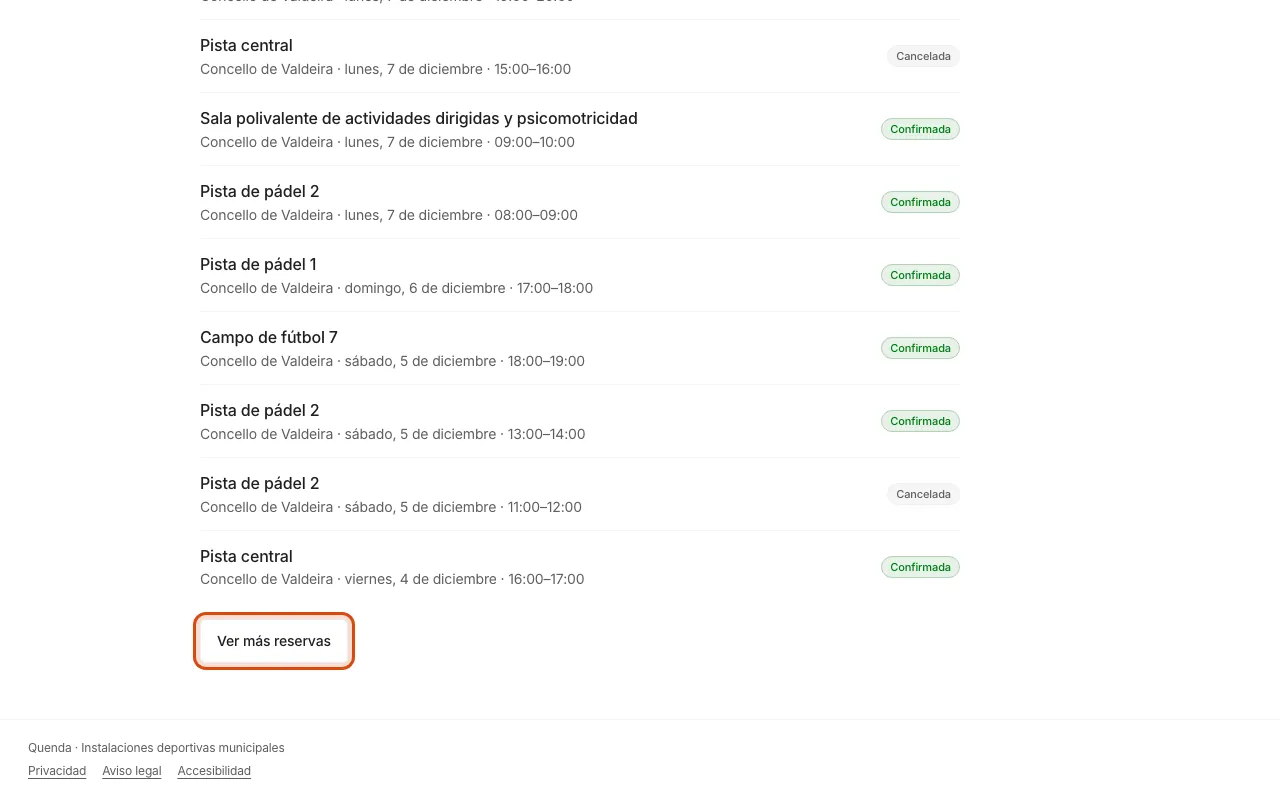 Pista central
Concello de Valdeira · lunes, 7 de diciembre · 15:00–16:00
Cancelada
Sala polivalente de actividades dirigidas y psicomotricidad
Concello de Valdeira · lunes, 7 de diciembre · 09:00–10:00
Confirmada
Pista de pádel 2
Concello de Valdeira · lunes, 7 de diciembre · 08:00–09:00
Confirmada
Pista de pádel 1
Concello de Valdeira · domingo, 6 de diciembre · 17:00–18:00
Confirmada
Campo de fútbol 7
Concello de Valdeira · sábado, 5 de diciembre · 18:00–19:00
Confirmada
Pista de pádel 2
Concello de Valdeira · sábado, 5 de diciembre · 13:00–14:00
Confirmada
Pista de pádel 2
Concello de Valdeira · sábado, 5 de diciembre · 11:00–12:00
Cancelada
Pista central
Concello de Valdeira · viernes, 4 de diciembre · 16:00–17:00
Confirmada
Ver más reservas
Quenda · Instalaciones deportivas municipales
Privacidad Aviso legal Accesibilidad